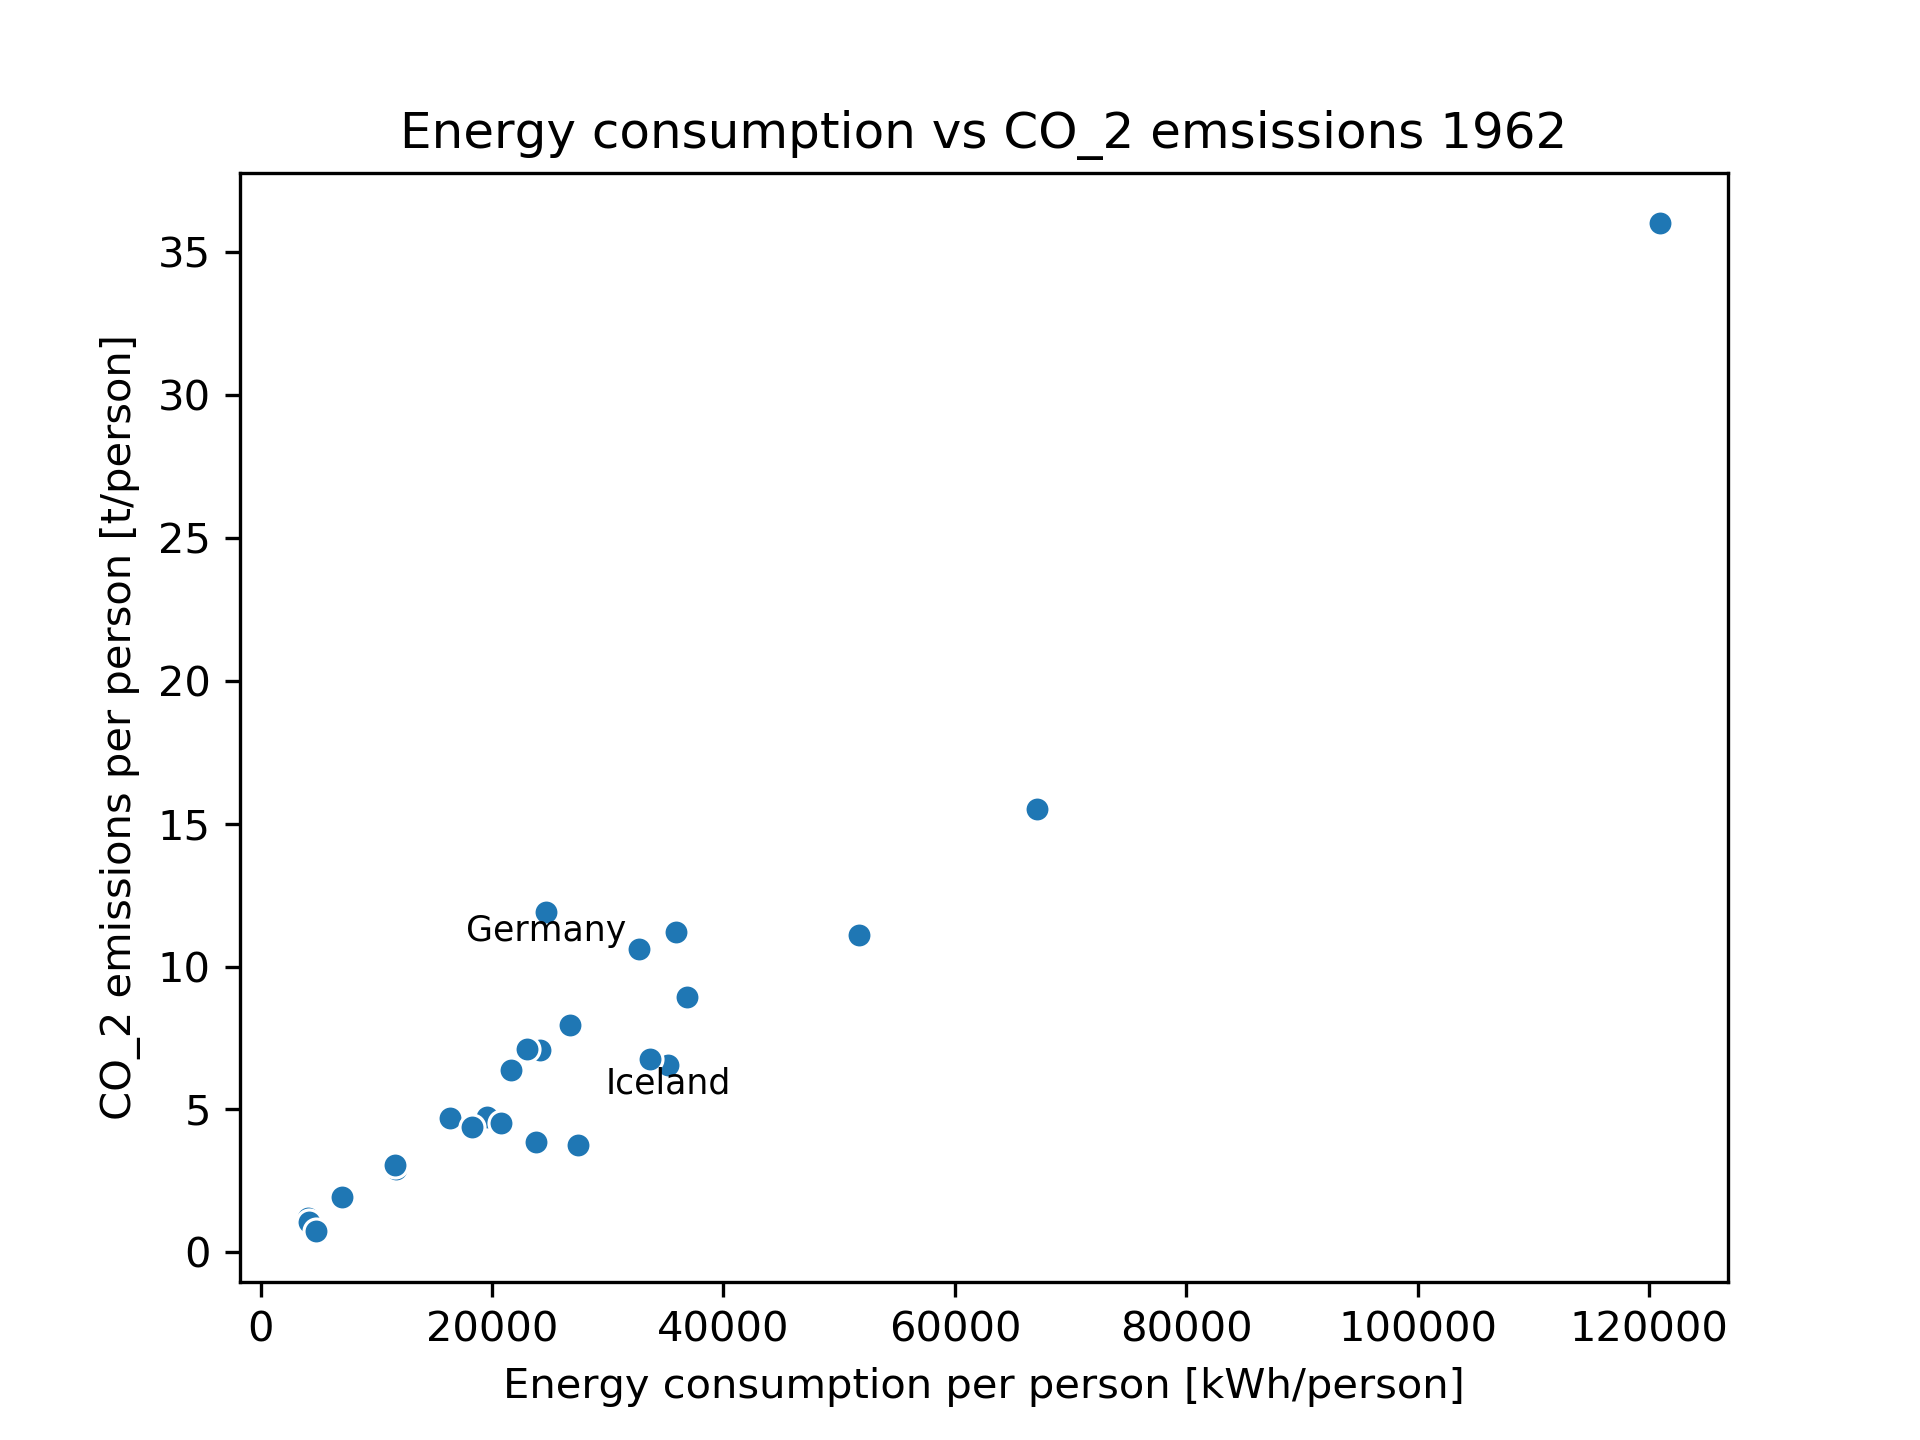 Energy consumption vs CO_2 emsissions 1962
CO_2 emissions per person [t/person]
35
30
25
20
15
10
5
0
Germany
Iceland
0 20000 40000 60000 80000 100000 120000
Energy consumption per person [kWh/person]